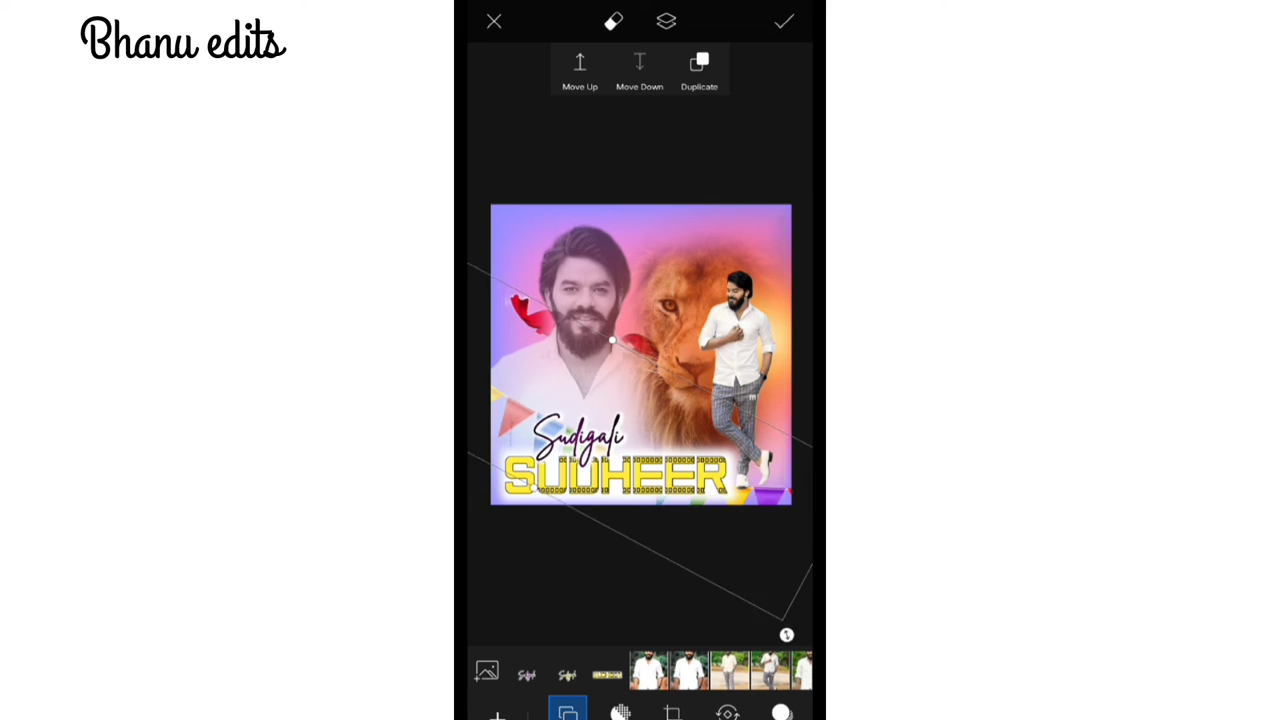 Bhanu edits
Move Up
Move Down
Duplicate
Sudigali
SUDHEER